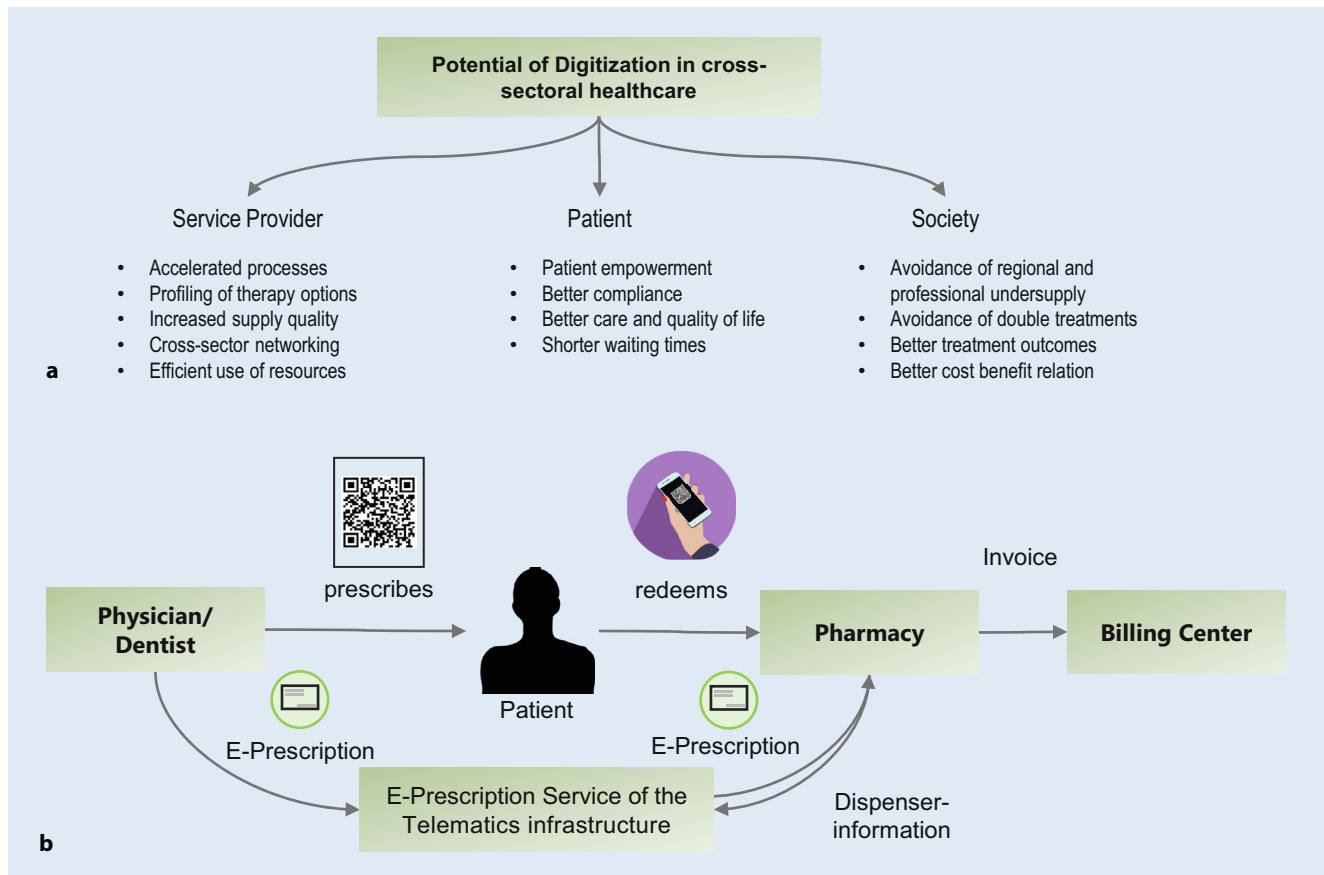 Potential of Digitization in cross-
sectoral healthcare
Service Provider
• Accelerated processes
• Profiling of therapy options
• Increased supply quality
• Cross-sector networking
• Efficient use of resources
Patient
• Patient empowerment
• Better compliance
• Better care and quality of life
• Shorter waiting times
Society
• Avoidance of regional and
professional undersupply
• Avoidance of double treatments
• Better treatment outcomes
• Better cost benefit relation
a
prescribes
redeems
Invoice
Physician/
Dentist
Patient
Pharmacy
Billing Center
E-Prescription
E-Prescription
E-Prescription Service of the
Telematics infrastructure
Dispenser-
information
b